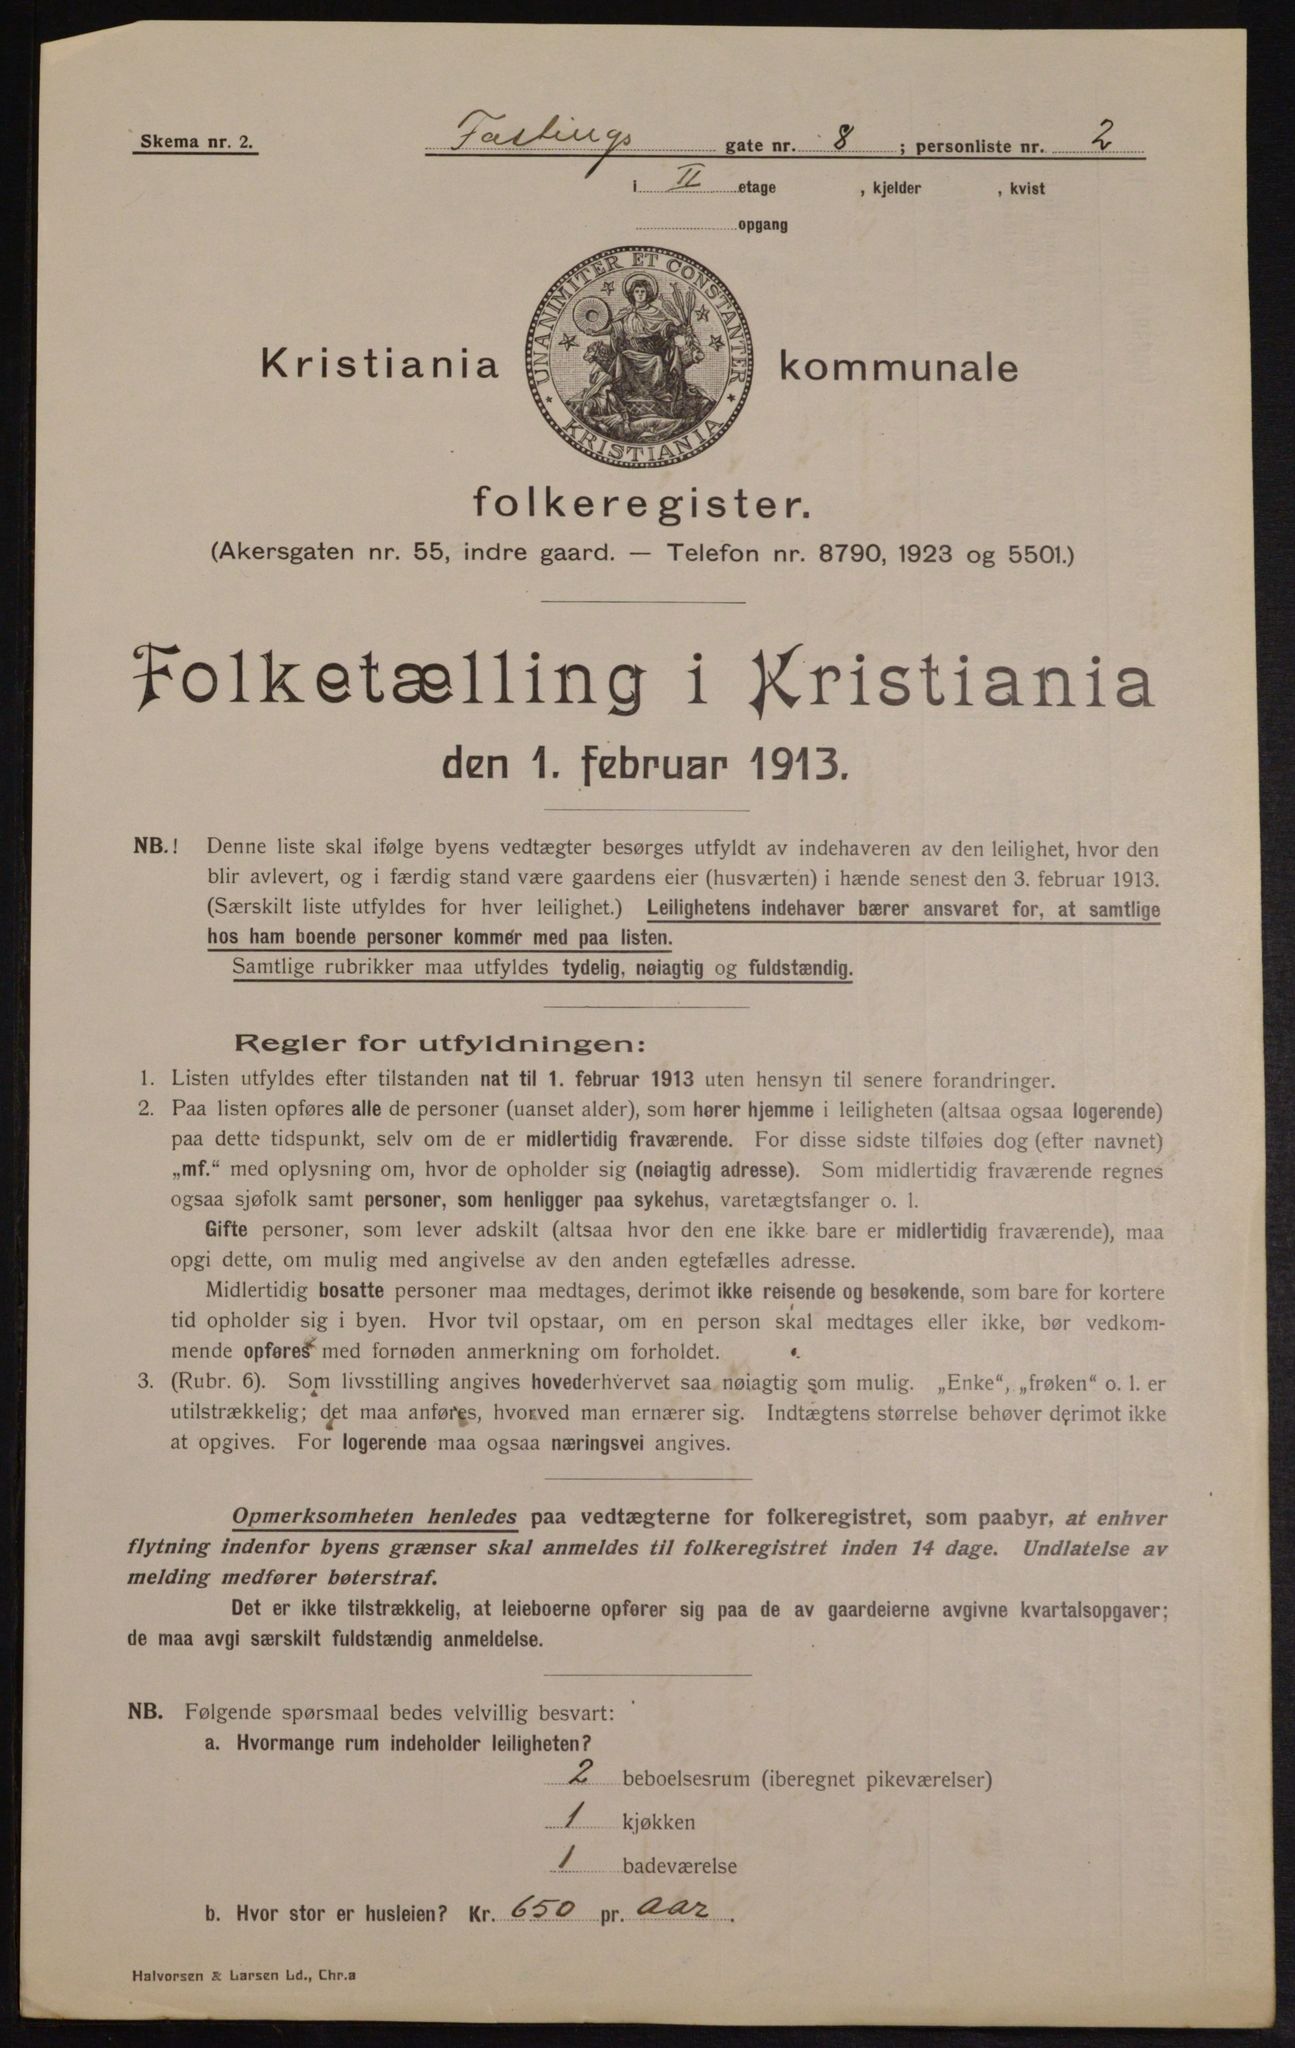 Skema nr. 2.
Fastings gate nr. 8 ; personliste nr. 2
i II etage , kjelder , kvist
opgang
UNANIMITER ET CONSTANTER
KRISTIANIA
Kristiania kommunale
folkeregister.
(Akersgaten nr. 55, indre gaard. — Telefon nr. 8790, 1923 og 5501.)
Folketælling i Kristiania
den 1. februar 1913.
NB.! Denne liste skal ifølge byens vedtægter besørges utfyldt av indehaveren av den leilighet, hvor den
blir avlevert, og i færdig stand være gaardens eier (husværten) i hænde senest den 3. februar 1913.
(Særskilt liste utfyldes for hver leilighet.) Leilighetens indehaver bærer ansvaret for, at samtlige
hos ham boende personer kommer med paa listen.
Samtlige rubrikker maa utfyldes tydelig, nøiagtig og fuldstændig.
Regler for utfyldningen:
1. Listen utfyldes efter tilstanden nat til 1. februar 1913 uten hensyn til senere forandringer.
2. Paa listen opføres alle de personer (uanset alder), som hører hjemme i leiligheten (altsaa ogsaa logerende)
paa dette tidspunkt, selv om de er midlertidig fraværende. For disse sidste tilføies dog (efter navnet)
„mf.“ med oplysning om, hvor de opholder sig (nøiagtig adresse). Som midlertidig fraværende regnes
ogsaa sjøfolk samt personer, som henligger paa sykehus, varetægtsfanger o. l.
Gifte personer, som lever adskilt (altsaa hvor den ene ikke bare er midlertidig fraværende), maa
opgi dette, om mulig med angivelse av den anden egtefælles adresse.
Midlertidig bosatte personer maa medtages, derimot ikke reisende og besøkende, som bare for kortere
tid opholder sig i byen. Hvor tvil opstaar, om en person skal medtages eller ikke, bør vedkom-
mende opføres med fornøden anmerkning om forholdet.
3. (Rubr. 6). Som livsstilling angives hovederhvervet saa nøiagtig som mulig. „Enke“, „frøken“ o. l. er
utilstrækkelig; det maa anføres, hvorved man ernærer sig. Indtægtens størrelse behøver derimot ikke
at opgives. For logerende maa ogsaa næringsvei angives.
Opmerksomheten henledes paa vedtægterne for folkeregistret, som paabyr, at enhver
flytning indenfor byens grænser skal anmeldes til folkeregistret inden 14 dage. Undlatelse av
melding medfører bøterstraf.
Det er ikke tilstrækkelig, at leieboerne opfører sig paa de av gaardeierne avgivne kvartalsopgaver;
de maa avgi særskilt fuldstændig anmeldelse.
NB. Følgende spørsmaal bedes velvillig besvart:
a. Hvormange rum indeholder leiligheten?
2 beboelsesrum (iberegnet pikeværelser)
1 kjøkken
1 badeværelse
b. Hvor stor er husleien? Kr. 650 pr. aar.
Halvorsen & Larsen Ld., Chr.a